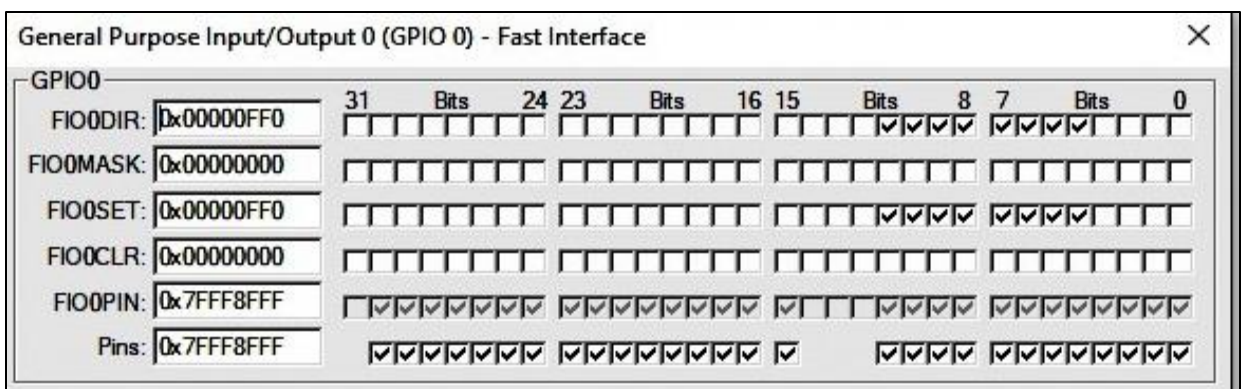 General Purpose Input/Output 0 (GPIO 0) - Fast Interface
GPIO0
31 Bits 24 23 Bits 16 15 Bits 8 7 Bits 0
FIO0DIR: 0x00000FF0
FIO0MASK: 0x00000000
FIO0SET: 0x00000FF0
FIO0CLR: 0x00000000
FIO0PIN: 0x7FFF8FFF
Pins: 0x7FFF8FFF